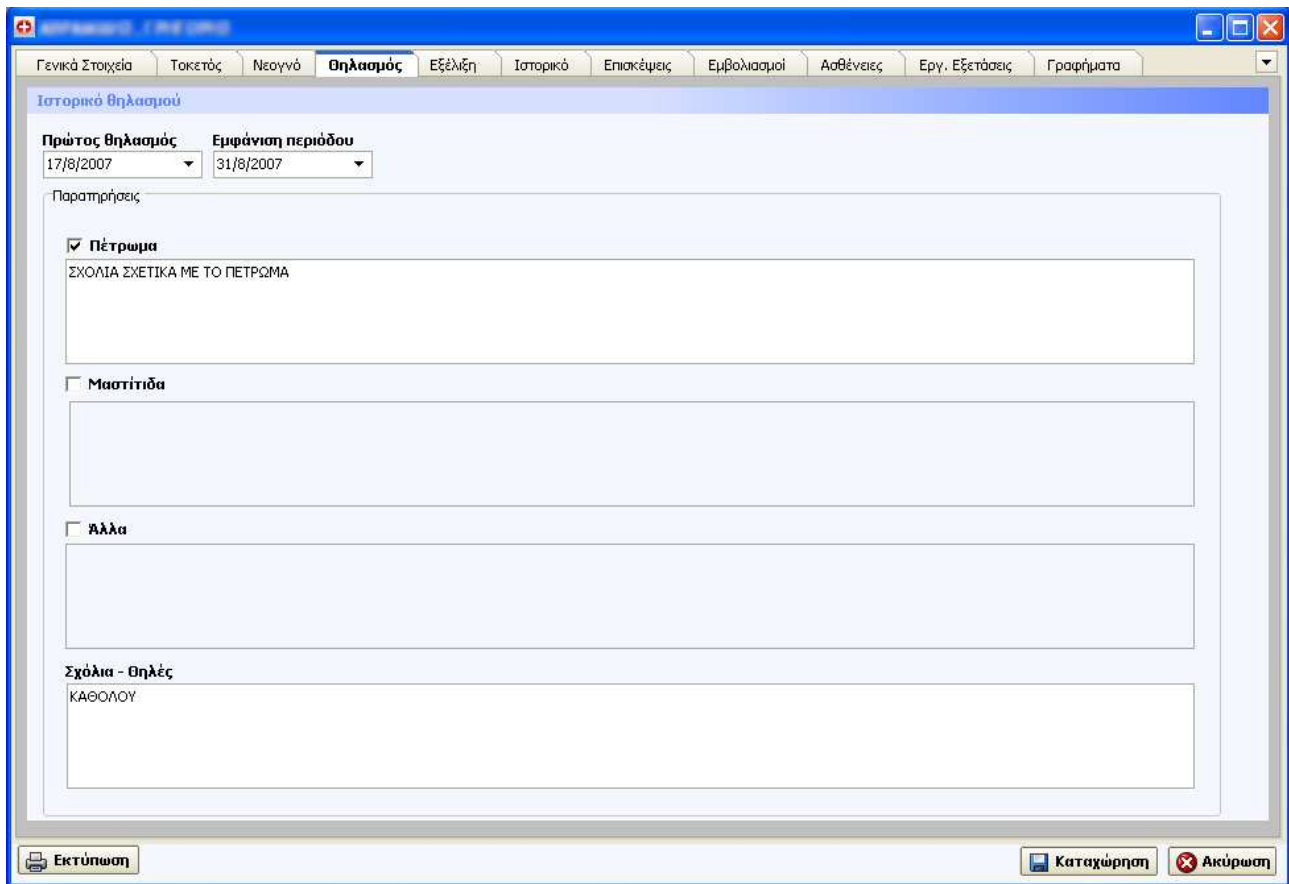 Γενικά Στοιχεία Τοκετός Νεογνό Θηλασμός Εξέλιξη Ιστορικό Επισκέψεις Εμβολιασμοί Ασθένειες Εργ. Εξετάσεις Γραφήματα
Ιστορικό θηλασμού
Πρώτος θηλασμός Εμφάνιση περιόδου
17/8/2007 31/8/2007
Παρατηρήσεις
Πέτρωμα
ΣΧΟΛΙΑ ΣΧΕΤΙΚΑ ΜΕ ΤΟ ΠΕΤΡΩΜΑ
Μαστίτιδα
Άλλα
Σχόλια - Θηλές
ΚΑΘΟΛΟΥ
Εκτύπωση Καταχώρηση Ακύρωση